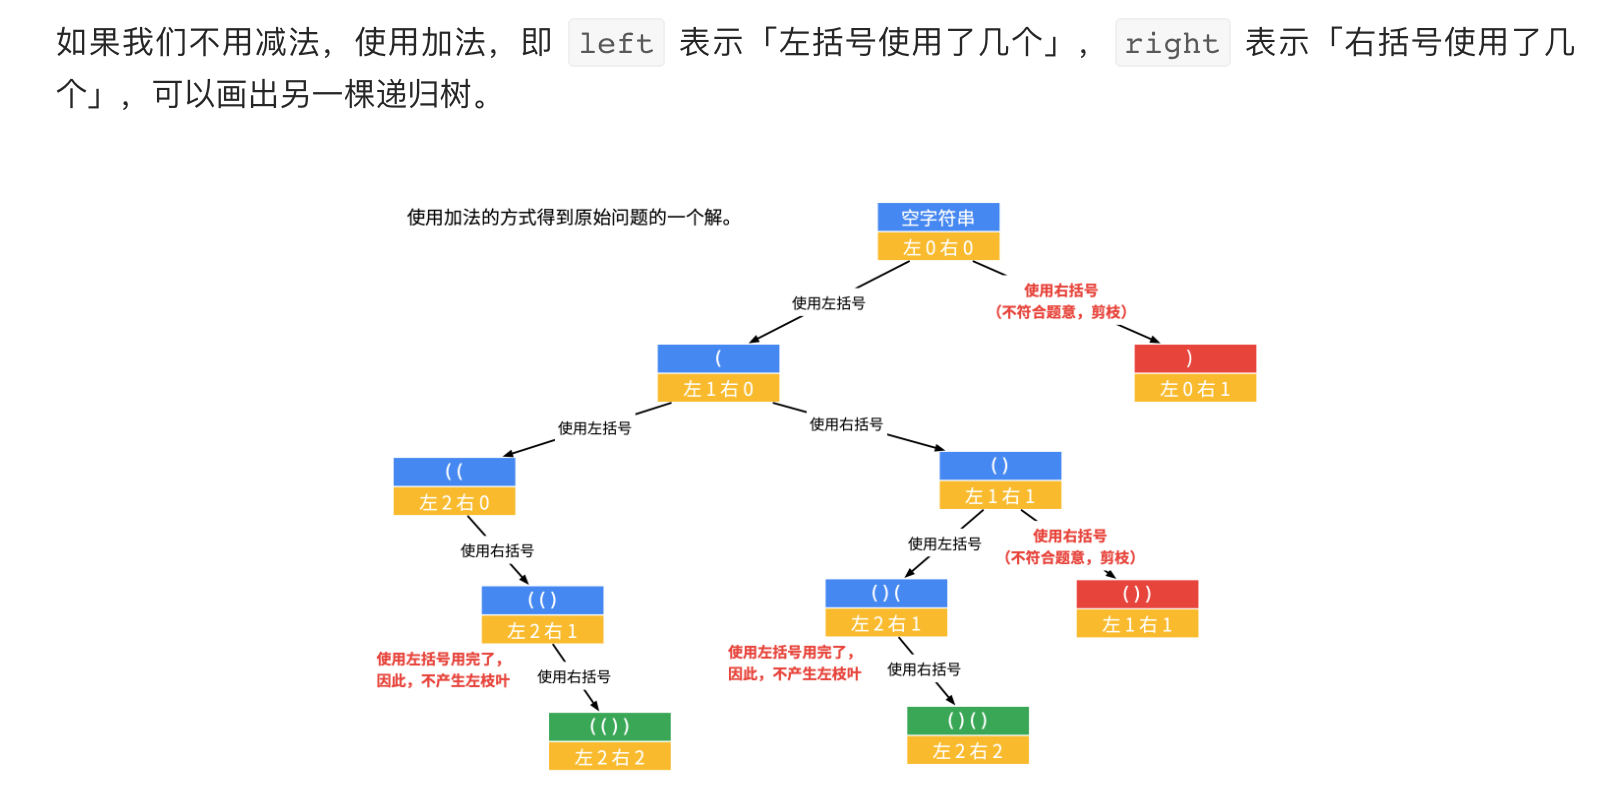 如果我们不用减法，使用加法，即 left 表示「左括号使用了几个」， right 表示「右括号使用了几
个」，可以画出另一棵递归树。
使用加法的方式得到原始问题的一个解。
空字符串
左0右0
使用左括号
使用右括号
（不符合题意，剪枝）
(
左1右0
)
左0右1
使用左括号
使用右括号
((
左2右0
()
左1右1
使用右括号
使用左括号
使用右括号
（不符合题意，剪枝）
(()
左2右1
()(
左2右1
())
左1右1
使用左括号用完了，
因此，不产生左枝叶
使用右括号
使用左括号用完了，
因此，不产生左枝叶
使用右括号
(())
左2右2
()()
左2右2